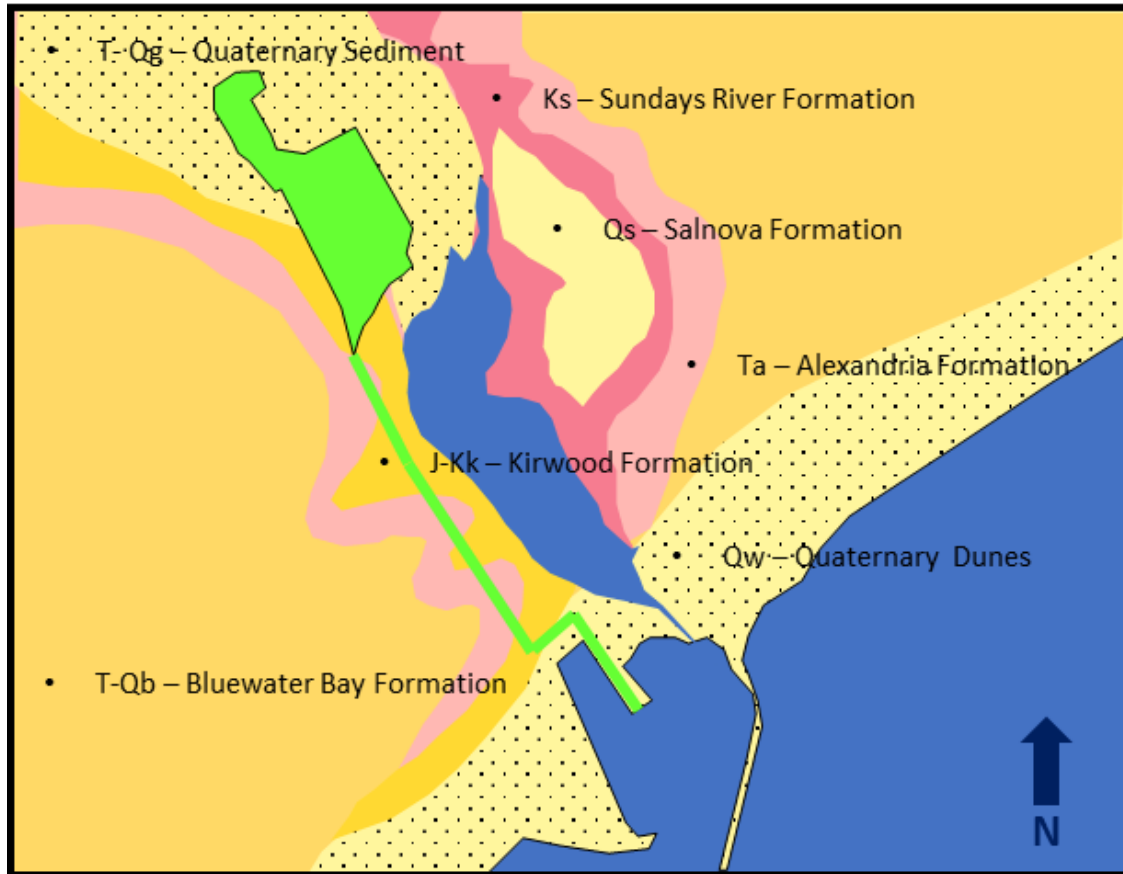 • T- Qg – Quaternary Sediment
• Ks – Sundays River Formation
• Qs – Salnova Formation
• Ta – Alexandria Formation
• J-Kk – Kirwood Formation
• Qw – Quaternary Dunes
• T-Qb – Bluewater Bay Formation
N